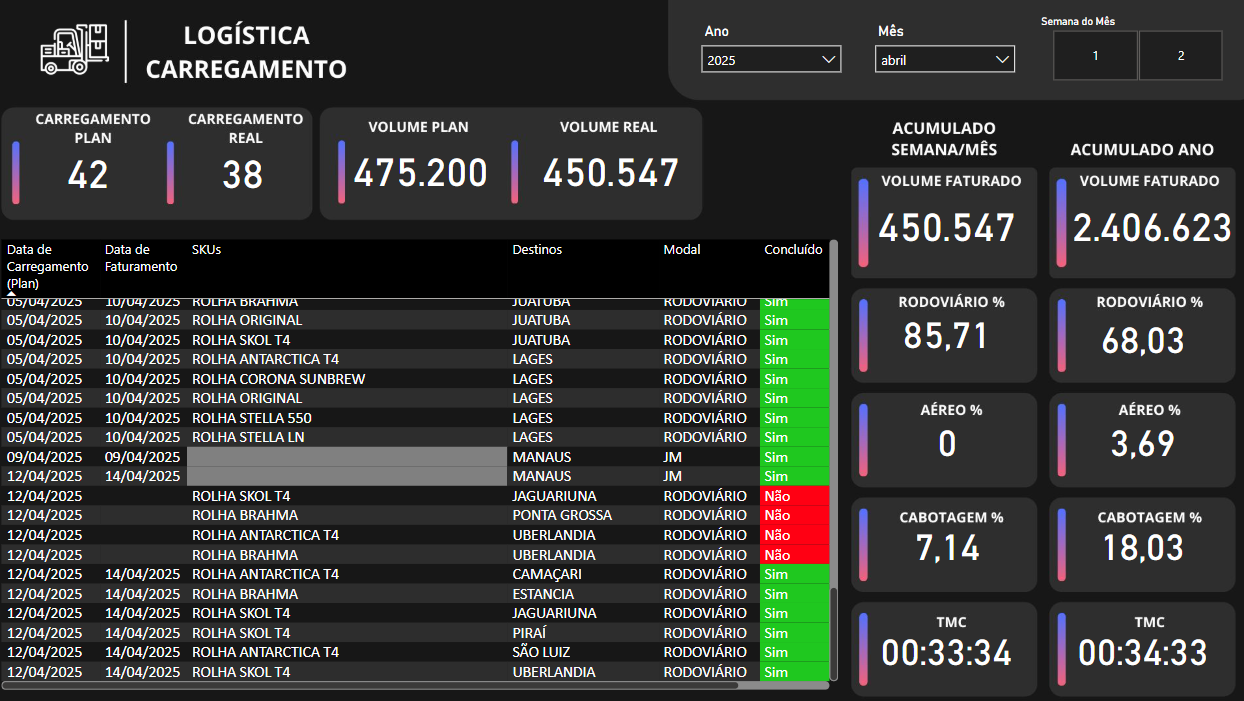 LOGÍSTICA
CARREGAMENTO
Ano
2025
Mês
abril
Semana do Mês
1 2
CARREGAMENTO PLAN
42
CARREGAMENTO REAL
38
VOLUME PLAN
475.200
VOLUME REAL
450.547
Data de Carregamento (Plan) Data de Faturamento SKUs Destinos Modal Concluído
05/04/2025 10/04/2025 ROLHA BRAHMA JUATUBA RODOVIÁRIO Sim
05/04/2025 10/04/2025 ROLHA ORIGINAL JUATUBA RODOVIÁRIO Sim
05/04/2025 10/04/2025 ROLHA SKOL T4 JUATUBA RODOVIÁRIO Sim
05/04/2025 10/04/2025 ROLHA ANTARCTICA T4 LAGES RODOVIÁRIO Sim
05/04/2025 10/04/2025 ROLHA CORONA SUNBREW LAGES RODOVIÁRIO Sim
05/04/2025 10/04/2025 ROLHA ORIGINAL LAGES RODOVIÁRIO Sim
05/04/2025 10/04/2025 ROLHA STELLA 550 LAGES RODOVIÁRIO Sim
05/04/2025 10/04/2025 ROLHA STELLA LN LAGES RODOVIÁRIO Sim
09/04/2025 09/04/2025 MANAUS JM Sim
12/04/2025 14/04/2025 MANAUS JM Sim
12/04/2025 ROLHA SKOL T4 JAGUARIUNA RODOVIÁRIO Não
12/04/2025 ROLHA BRAHMA PONTA GROSSA RODOVIÁRIO Não
12/04/2025 ROLHA ANTARCTICA T4 UBERLANDIA RODOVIÁRIO Não
12/04/2025 ROLHA BRAHMA UBERLANDIA RODOVIÁRIO Não
12/04/2025 14/04/2025 ROLHA ANTARCTICA T4 CAMAÇARI RODOVIÁRIO Sim
12/04/2025 14/04/2025 ROLHA BRAHMA ESTANCIA RODOVIÁRIO Sim
12/04/2025 14/04/2025 ROLHA SKOL T4 JAGUARIUNA RODOVIÁRIO Sim
12/04/2025 14/04/2025 ROLHA SKOL T4 PIRAÍ RODOVIÁRIO Sim
12/04/2025 14/04/2025 ROLHA ANTARCTICA T4 SÃO LUIZ RODOVIÁRIO Sim
12/04/2025 14/04/2025 ROLHA SKOL T4 UBERLANDIA RODOVIÁRIO Sim
ACUMULADO
SEMANA/MÊS
VOLUME FATURADO
450.547
RODOVIÁRIO %
85,71
AÉREO %
0
CABOTAGEM %
7,14
TMC
00:33:34
ACUMULADO ANO
VOLUME FATURADO
2.406.623
RODOVIÁRIO %
68,03
AÉREO %
3,69
CABOTAGEM %
18,03
TMC
00:34:33